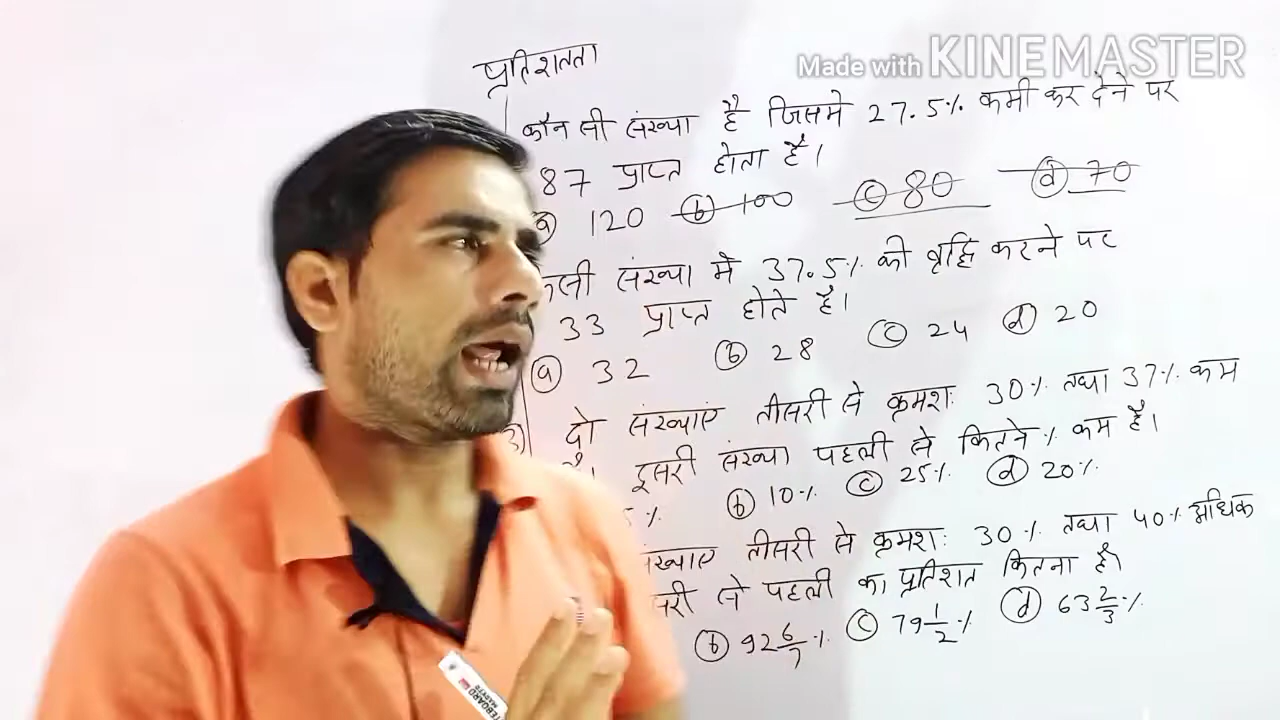 Made with KINEMASTER
प्रतिशतता
कौन सी संख्या है जिसमे 27.5% कमी कर देने पर
87 प्राप्त होता है।
ⓐ 120 ⓑ 100 ⓒ 80 ⓓ 70
संख्या मे 37.5% की वृद्धि करने पर
33 प्राप्त होते है।
ⓐ 32 ⓑ 28 ⓒ 24 ⓓ 20
दो संख्याएं तीसरी से क्रमशः 30% तथा 37% कम
दूसरी संख्या पहली से कितने % कम है।
% ⓑ 10% ⓒ 25% ⓓ 20%
तीसरी से क्रमशः 30% तथा 40% अधिक
से पहली का प्रतिशत कितना है।
ⓑ 92 6/7 % ⓒ 79 1/2 % ⓓ 63 2/3 %
MARKER